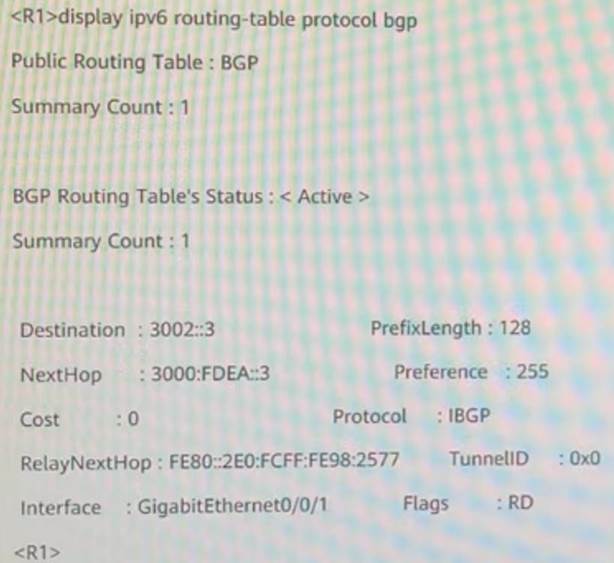 <R1>display ipv6 routing-table protocol bgp
Public Routing Table : BGP
Summary Count : 1
BGP Routing Table's Status : < Active >
Summary Count : 1
Destination : 3002::3 PrefixLength : 128
NextHop : 3000:FDEA::3 Preference : 255
Cost : 0 Protocol : IBGP
RelayNextHop : FE80::2E0:FCFF:FE98:2577 TunnelID : 0x0
Interface : GigabitEthernet0/0/1 Flags : RD
<R1>